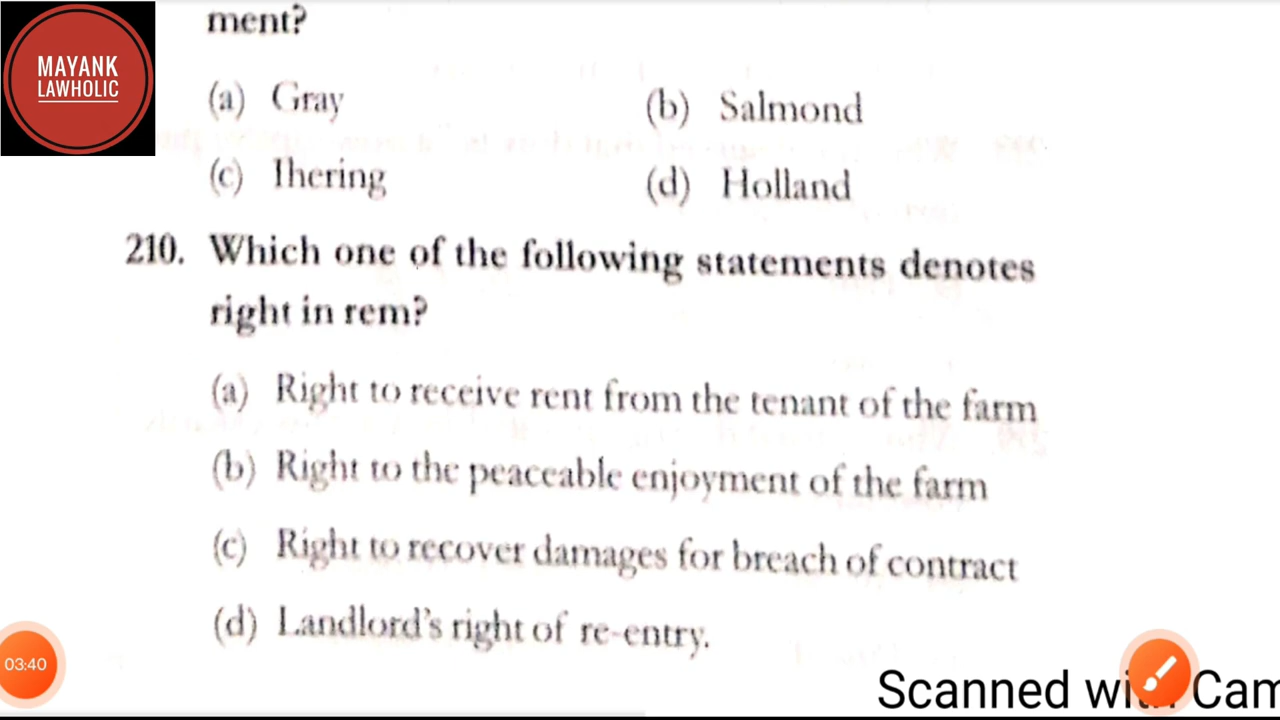 MAYANK
LAWHOLIC
ment?
(a) Gray
(b) Salmond
(c) Ihering
(d) Holland
210. Which one of the following statements denotes
right in rem?
(a) Right to receive rent from the tenant of the farm
(b) Right to the peaceable enjoyment of the farm
(c) Right to recover damages for breach of contract
(d) Landlord's right of re-entry.
03:40
Scanned Cam